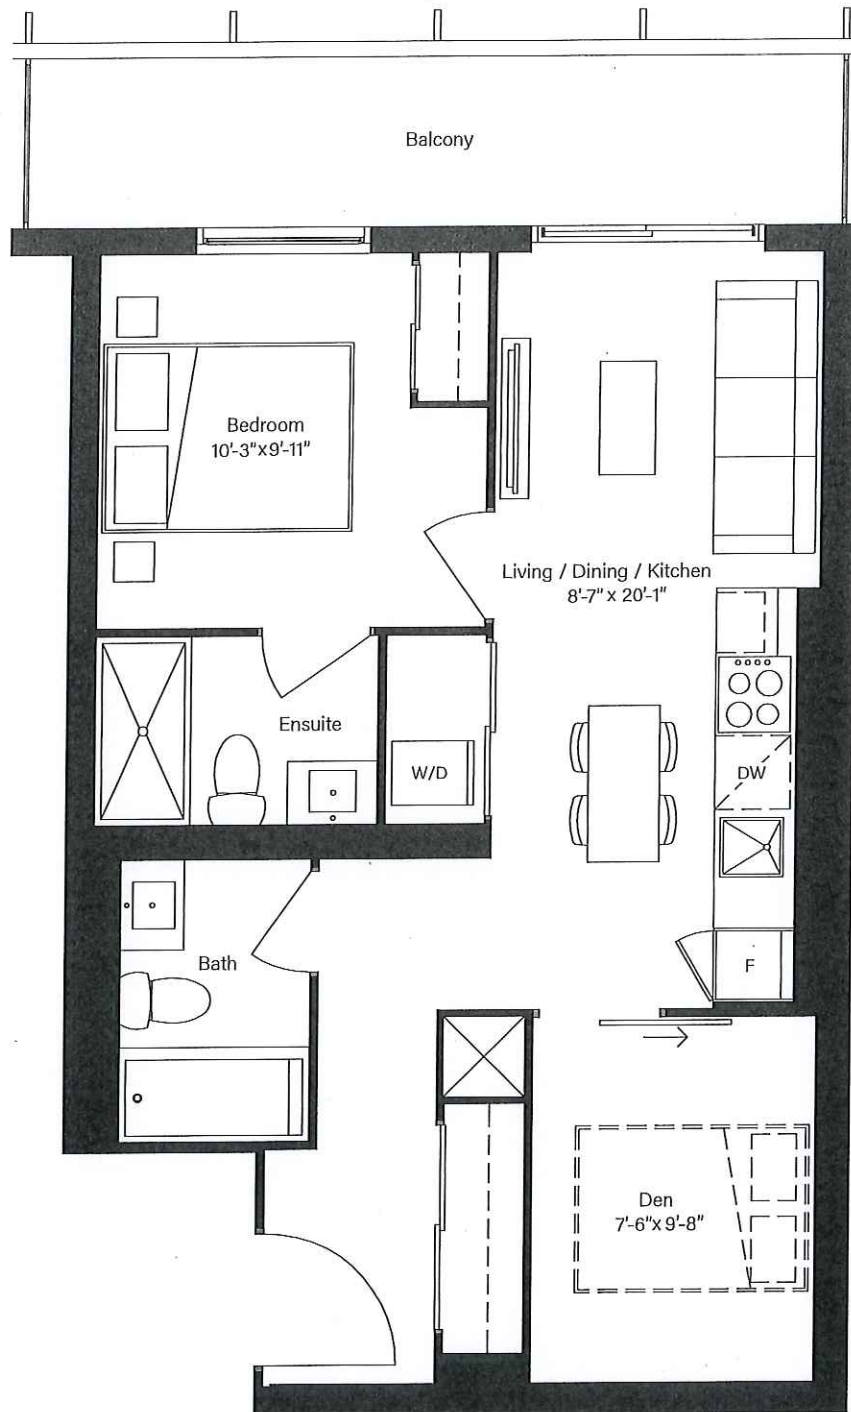 Balcony
Bedroom
10'-3"x9'-11"
Living / Dining / Kitchen
8'-7" x 20'-1"
Ensuite
W/D
DW
Bath
F
Den
7'-6"x 9'-8"